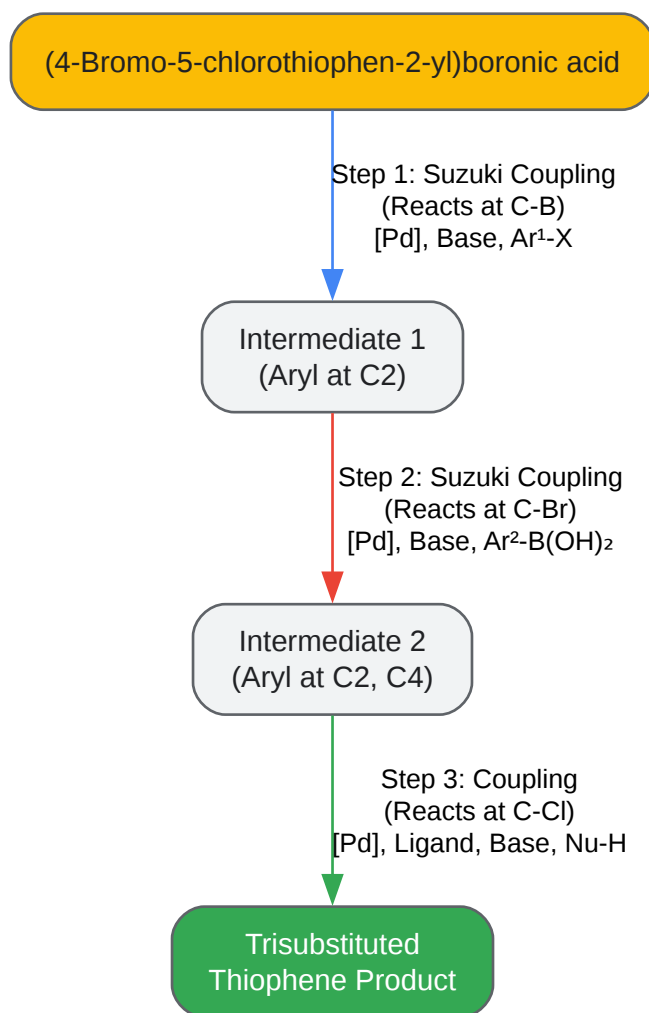 (4-Bromo-5-chlorothiophen-2-yl)boronic acid
Step 1: Suzuki Coupling
(Reacts at C-B)
[Pd], Base, Ar¹-X
Intermediate 1
(Aryl at C2)
Step 2: Suzuki Coupling
(Reacts at C-Br)
[Pd], Base, Ar²-B(OH)₂
Intermediate 2
(Aryl at C2, C4)
Step 3: Coupling
(Reacts at C-Cl)
[Pd], Ligand, Base, Nu-H
Trisubstituted
Thiophene Product